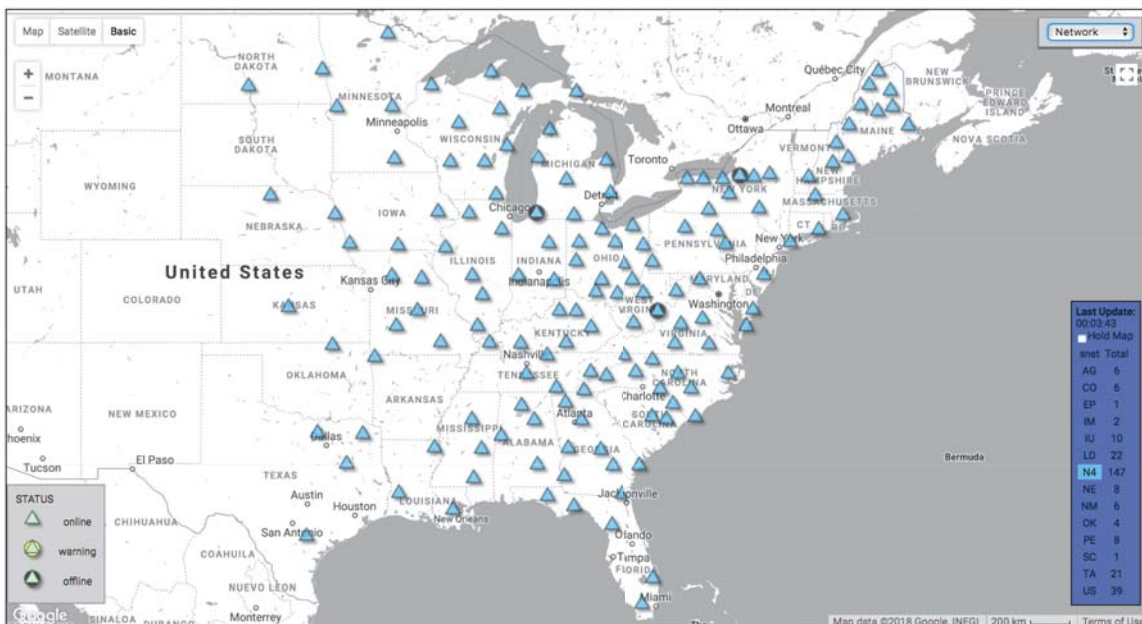 Map Satellite Basic
Network
+
−
MONTANA
NORTH
DAKOTA
MINNESOTA
Minneapolis
SOUTH
DAKOTA
WISCONSIN
MICHIGAN
WYOMING
NEBRASKA
IOWA
Chicago
Toronto
Ottawa
Montreal
Québec City
NEW
BRUNSWICK
PRINCE
EDWARD
ISLAND
NOVA SCOTIA
MAINE
VERMONT
NEW
HAMPSHIRE
MASSACHUSETTS
NEW YORK
CT
New York
PENNSYLVANIA
Philadelphia
MARYLAND
DE
Washington
OHIO
INDIANA
Indianapolis
ILLINOIS
United States
UTAH
COLORADO
KANSAS
Kansas City
MISSOURI
WEST
VIRGINIA
VIRGINIA
KENTUCKY
Nashville
TENNESSEE
NORTH
CAROLINA
Charlotte
SOUTH
CAROLINA
Atlanta
GEORGIA
ALABAMA
MISSISSIPPI
ARKANSAS
OKLAHOMA
ARIZONA
NEW MEXICO
Tucson
El Paso
Dallas
TEXAS
Austin
Houston
San Antonio
LOUISIANA
New Orleans
Jacksonville
Orlando
Tampa
Miami
Bermuda
CHIHUAHUA
COAHUILA
NUEVO LEON
Monterrey
SINALOA
DURANGO
STATUS
online
warning
offline
Last Update:
00:03:43
Hold Map
snet Total
AG 6
CO 6
EP 1
IM 2
IU 10
LD 22
N4 147
NE 8
NM 6
OK 4
PE 8
SC 1
TA 21
US 39
Google
Map data ©2018 Google, INEGI 200 km Terms of Use